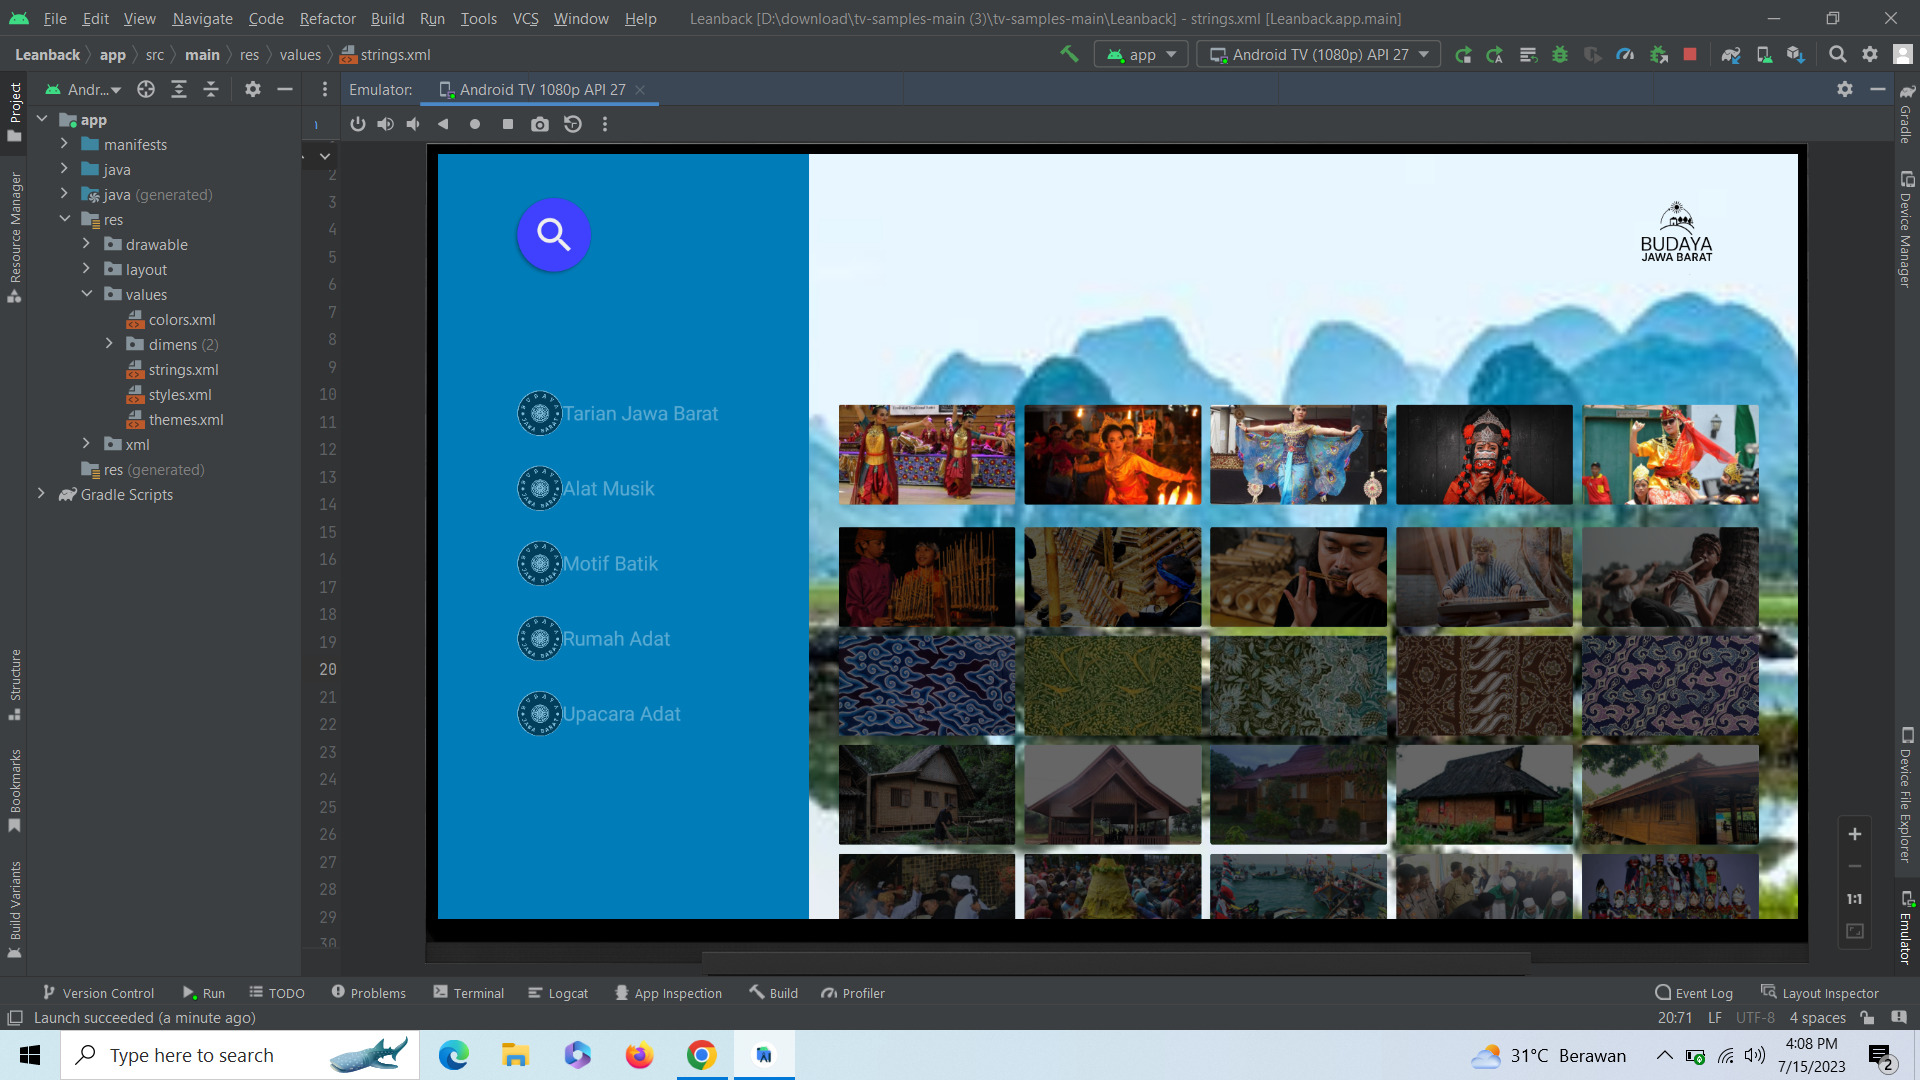 File Edit View Navigate Code Refactor Build Run Tools VCS Window Help Leanback [D:\download\tv-samples-main (3)\tv-samples-main\Leanback] - strings.xml [Leanback.app.main]
Leanback app src main res values strings.xml app Android TV (1080p) API 27
Project
Andr...
Emulator: Android TV 1080p API 27
app
manifests
java
java (generated)
res
drawable
layout
values
colors.xml
dimens (2)
strings.xml
styles.xml
themes.xml
xml
res (generated)
Gradle Scripts
Resource Manager
Structure
Bookmarks
Build Variants
2
3
4
5
6
7
8
9
10
11
12
13
14
15
16
17
18
19
20
21
22
23
24
25
26
27
28
29
30
BUDAYA
JAWA BARAT
Tarian Jawa Barat
Alat Musik
Motif Batik
Rumah Adat
Upacara Adat
Gradle
Device Manager
Device File Explorer
Emulator
1:1
Version Control Run TODO Problems Terminal Logcat App Inspection Build Profiler Event Log Layout Inspector
Launch succeeded (a minute ago) 20:71 LF UTF-8 4 spaces
Type here to search 31°C Berawan 4:08 PM
7/15/2023
2